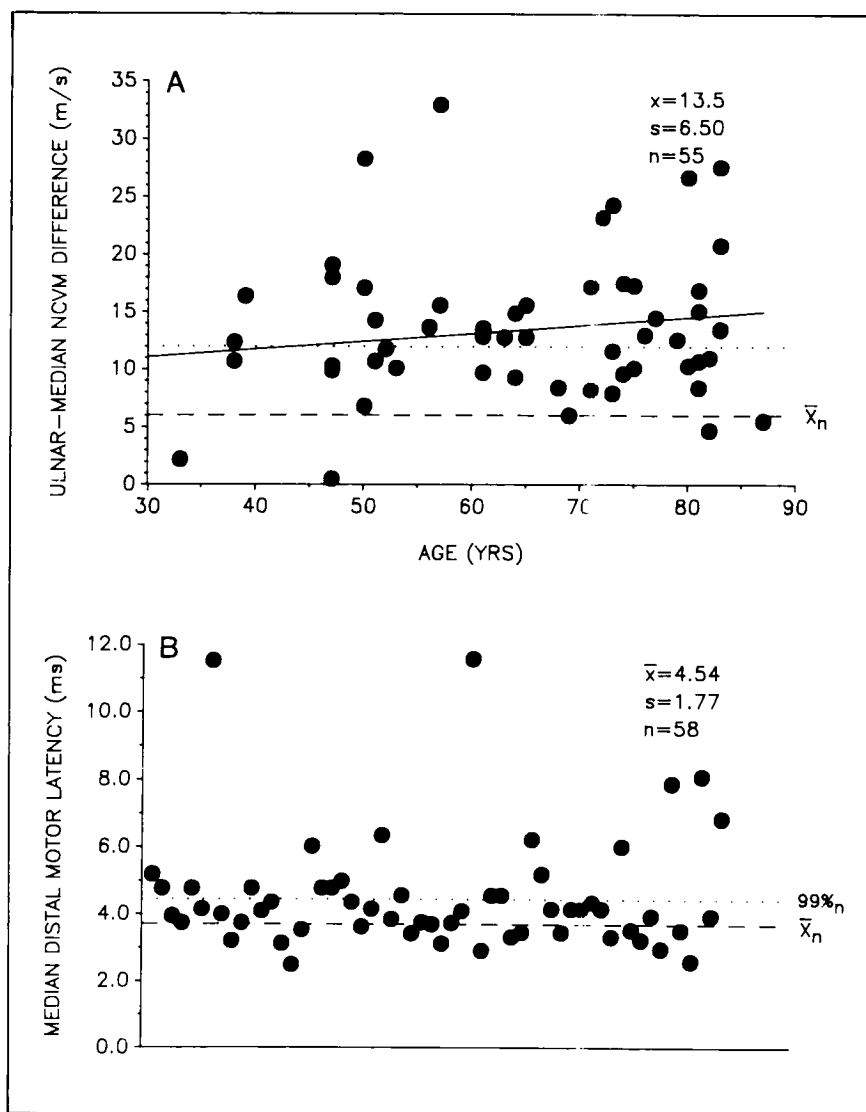 A
ULNAR–MEDIAN NCVM DIFFERENCE (m/s)
35
30
25
20
15
10
5
0
x=13.5
s=6.50
n=55
X̅n
30 40 50 60 70 80 90
AGE (YRS)
B
MEDIAN DISTAL MOTOR LATENCY (ms)
12.0
10.0
8.0
6.0
4.0
2.0
0.0
x̅=4.54
s=1.77
n=58
99%n
X̅n